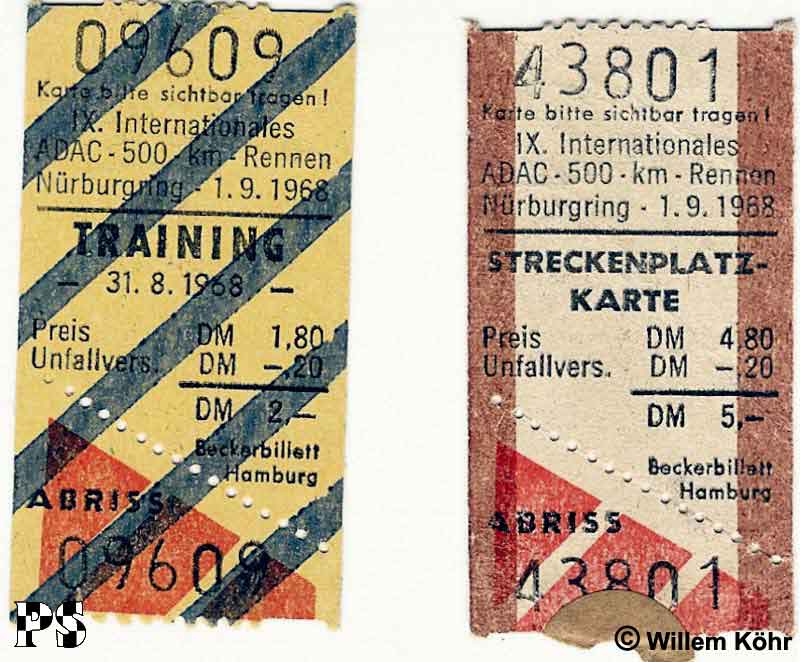 09609
Karte bitte sichtbar tragen!
IX. Internationales
ADAC - 500 - km - Rennen
Nürburgring - 1.9.1968
TRAINING
— 31.8.1968 —
Preis DM 1,80
Unfallvers. DM —.20
DM 2,—
Beckerbillett
Hamburg
ABRISS
09609
PS
43801
Karte bitte sichtbar tragen!
IX. Internationales
ADAC - 500 - km - Rennen
Nürburgring - 1.9.1968
STRECKENPLATZ-
KARTE
Preis DM 4,80
Unfallvers. DM —.20
DM 5,—
Beckerbillett
Hamburg
ABRISS
43801
© Willem Köhr